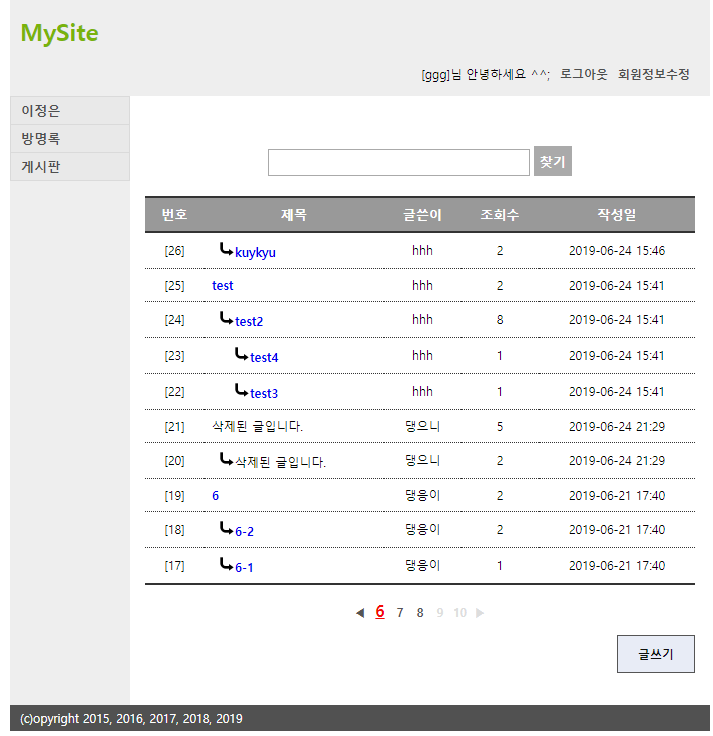 MySite
[ggg]님 안녕하세요 ^^; 로그아웃 회원정보수정
이정은
방명록
게시판
찾기
번호 제목 글쓴이 조회수 작성일
[26] kuykyu hhh 2 2019-06-24 15:46
[25] test hhh 2 2019-06-24 15:41
[24] test2 hhh 8 2019-06-24 15:41
[23] test4 hhh 1 2019-06-24 15:41
[22] test3 hhh 1 2019-06-24 15:41
[21] 삭제된 글입니다. 댕으니 5 2019-06-24 21:29
[20] 삭제된 글입니다. 댕으니 2 2019-06-24 21:29
[19] 6 댕응이 2 2019-06-21 17:40
[18] 6-2 댕응이 2 2019-06-21 17:40
[17] 6-1 댕응이 1 2019-06-21 17:40
◀ 6 7 8 9 10 ▶
글쓰기
(c)opyright 2015, 2016, 2017, 2018, 2019